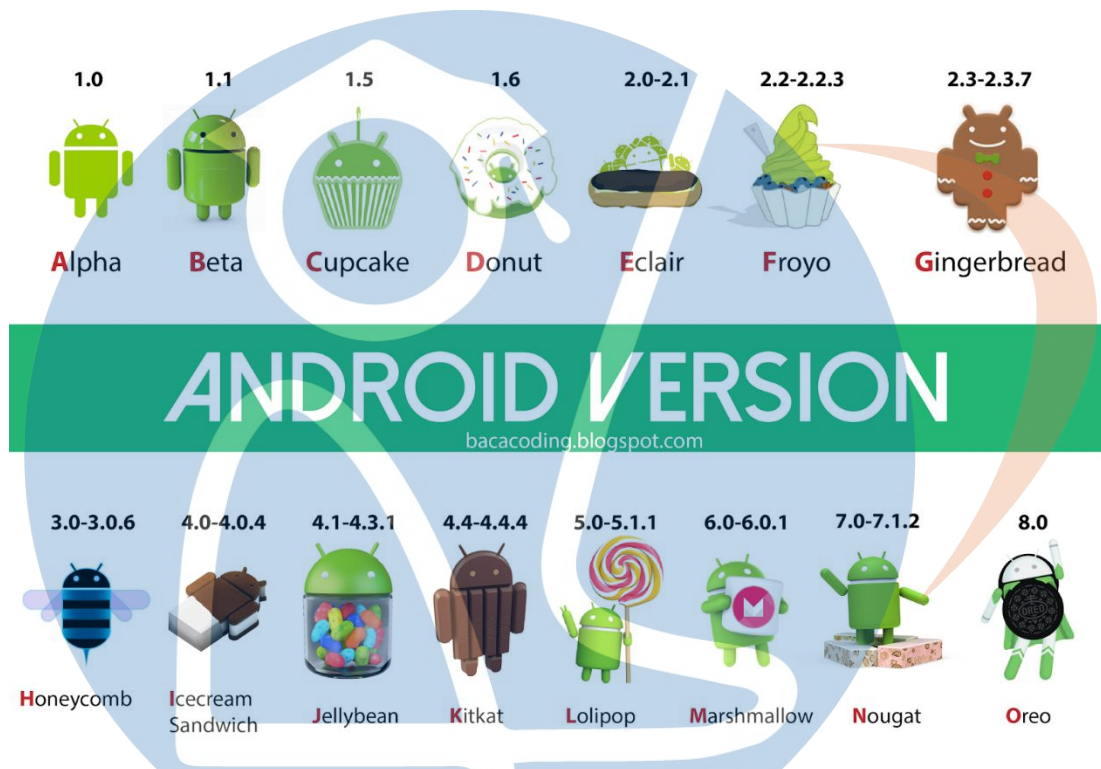 1.0 1.1 1.5 1.6 2.0-2.1 2.2-2.2.3 2.3-2.3.7
Alpha Beta Cupcake Donut Eclair Froyo Gingerbread
ANDROID VERSION
bacacoding.blogspot.com
3.0-3.0.6 4.0-4.0.4 4.1-4.3.1 4.4-4.4.4 5.0-5.1.1 6.0-6.0.1 7.0-7.1.2 8.0
M
OREO
Honeycomb Icecream
Sandwich Jellybean Kitkat Lolipop Marshmallow Nougat Oreo